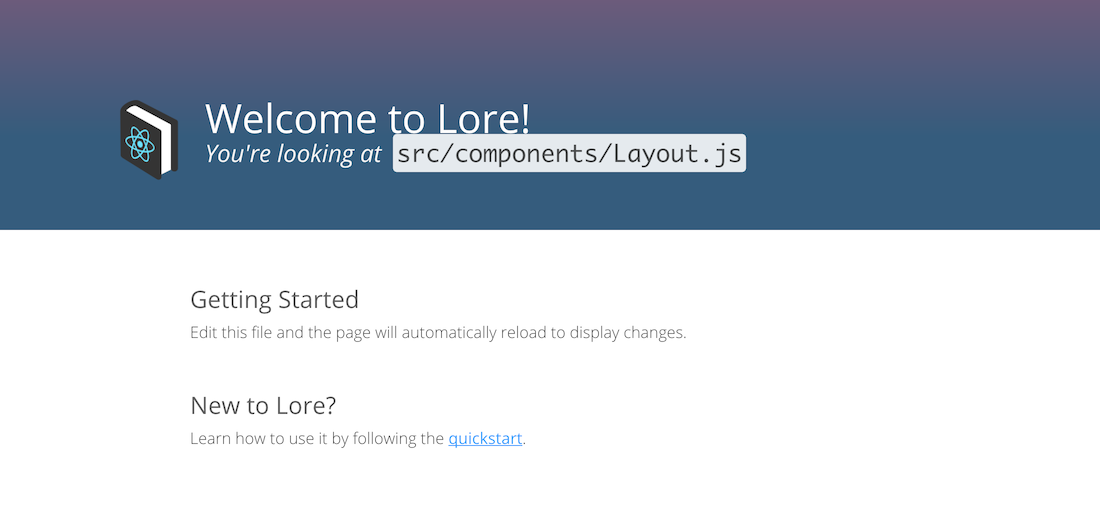 Welcome to Lore!
You're looking at src/components/Layout.js
Getting Started
Edit this file and the page will automatically reload to display changes.
New to Lore?
Learn how to use it by following the quickstart.